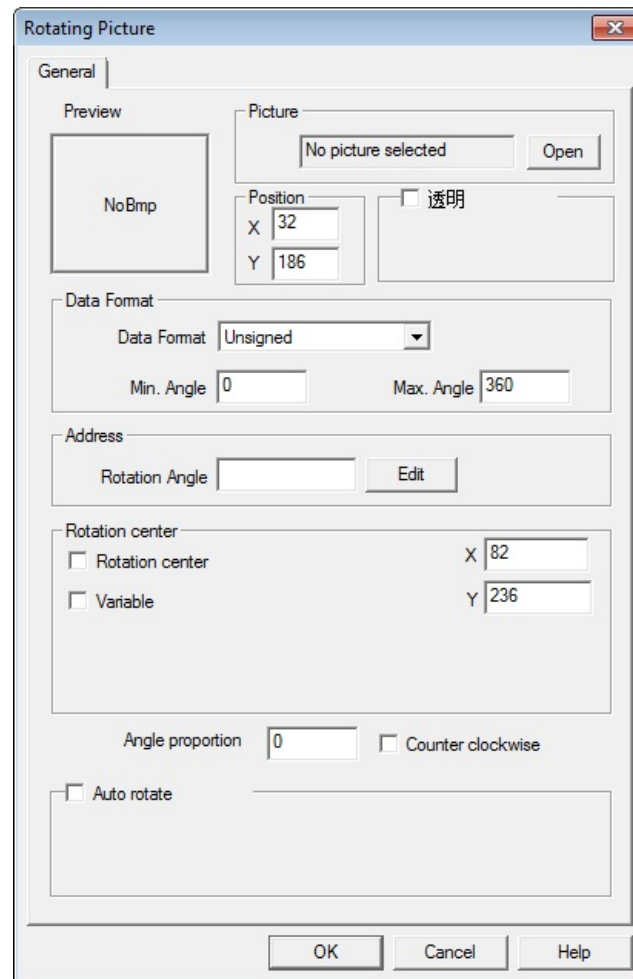 Rotating Picture
General
Preview
NoBmp
Picture
No picture selected
Open
Position
X 32
Y 186
透明
Data Format
Data Format Unsigned
Min. Angle 0 Max. Angle 360
Address
Rotation Angle Edit
Rotation center
Rotation center X 82
Variable Y 236
Angle proportion 0 Counter clockwise
Auto rotate
OK Cancel Help